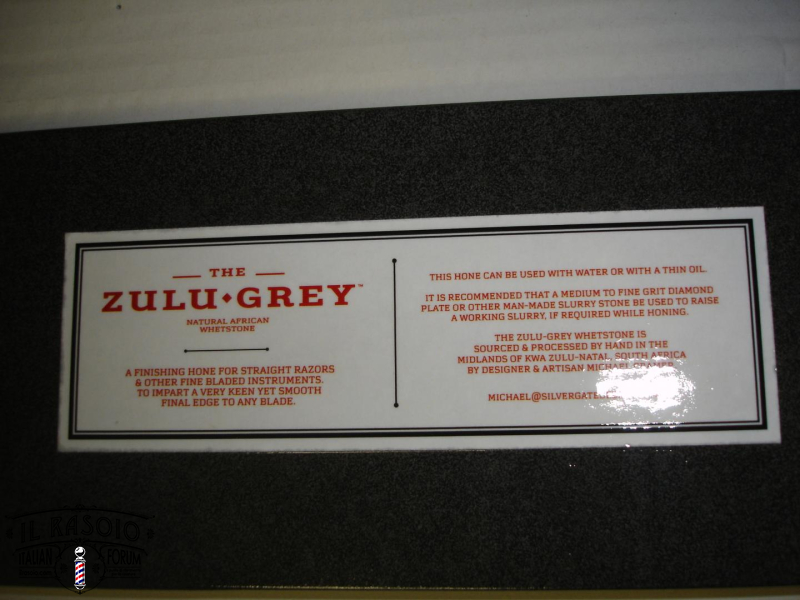 THE
ZULU◆GREY™
NATURAL AFRICAN
WHETSTONE
A FINISHING HONE FOR STRAIGHT RAZORS
& OTHER FINE BLADED INSTRUMENTS.
TO IMPART A VERY KEEN YET SMOOTH
FINAL EDGE TO ANY BLADE.
THIS HONE CAN BE USED WITH WATER OR WITH A THIN OIL.
IT IS RECOMMENDED THAT A MEDIUM TO FINE GRIT DIAMOND
PLATE OR OTHER MAN-MADE SLURRY STONE BE USED TO RAISE
A WORKING SLURRY, IF REQUIRED WHILE HONING.
THE ZULU-GREY WHETSTONE IS
SOURCED & PROCESSED BY HAND IN THE
MIDLANDS OF KWA ZULU-NATAL, SOUTH AFRICA
BY DESIGNER & ARTISAN MICHAEL
IL RASOIO
ITALIAN FORUM